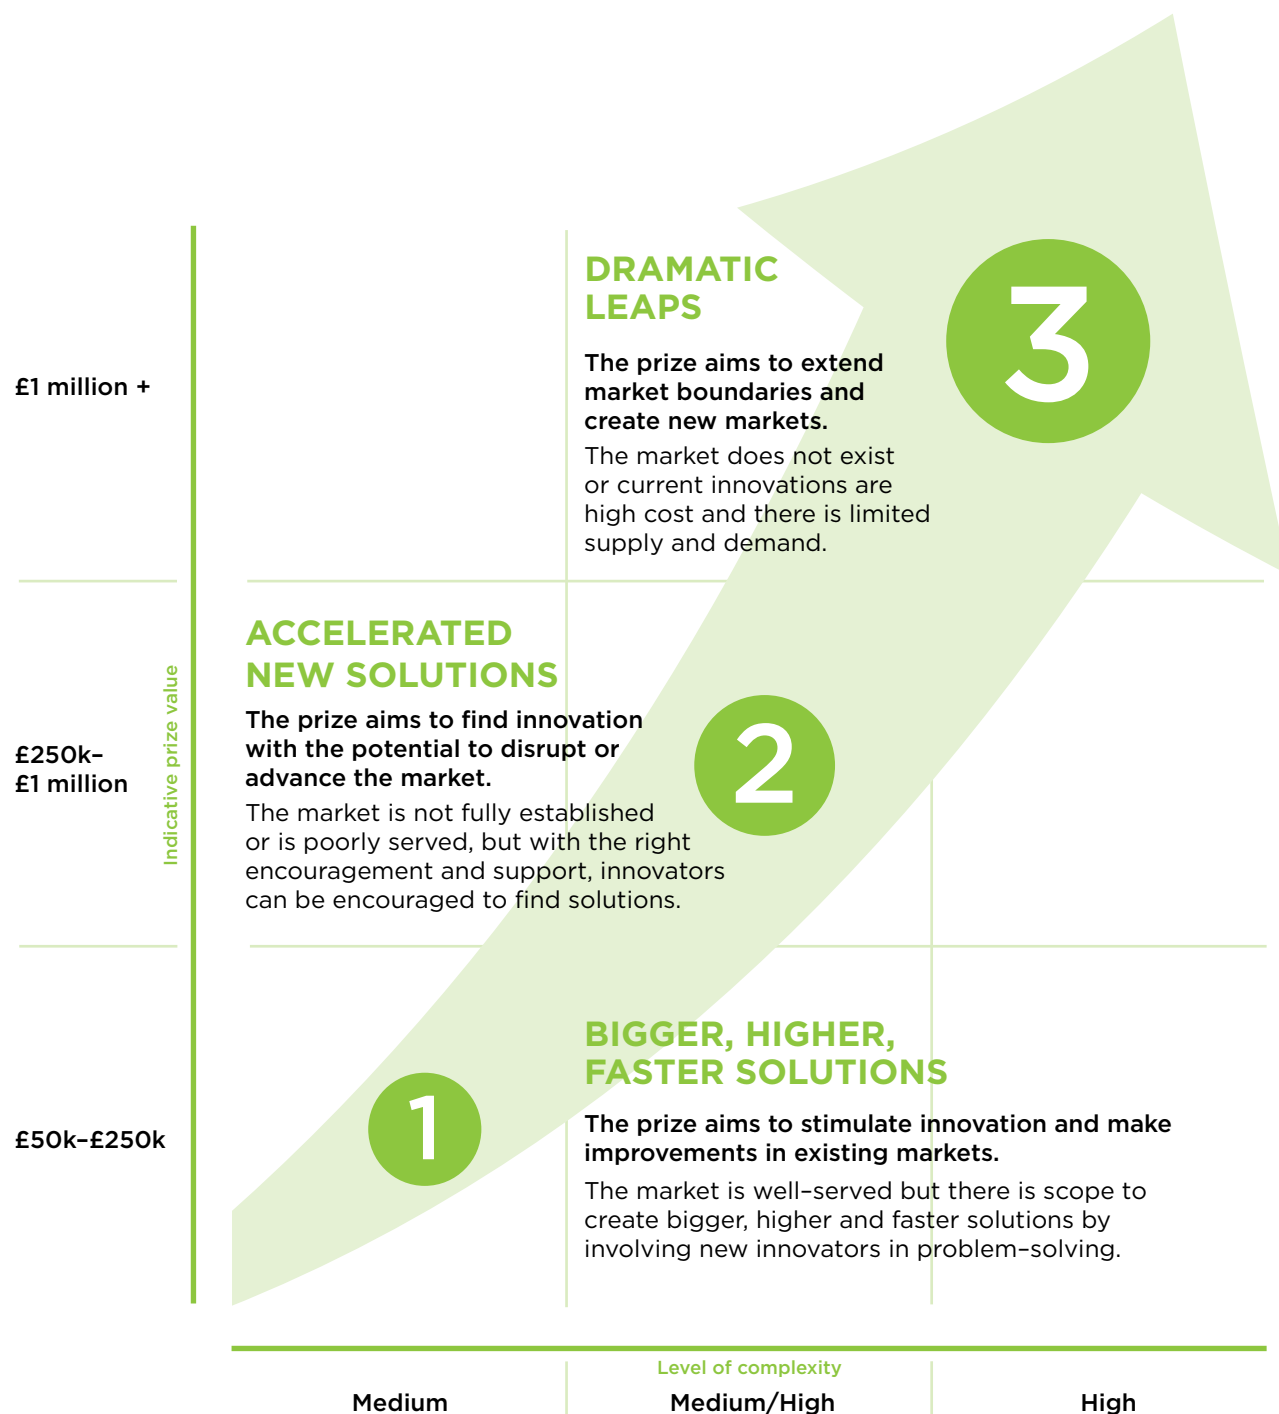 DRAMATIC
LEAPS
The prize aims to extend
market boundaries and
create new markets.
The market does not exist
or current innovations are
high cost and there is limited
supply and demand.
3
£1 million +
ACCELERATED
NEW SOLUTIONS
The prize aims to find innovation
with the potential to disrupt or
advance the market.
The market is not fully established
or is poorly served, but with the right
encouragement and support, innovators
can be encouraged to find solutions.
2
£250k–
£1 million
Indicative prize value
BIGGER, HIGHER,
FASTER SOLUTIONS
The prize aims to stimulate innovation and make
improvements in existing markets.
The market is well–served but there is scope to
create bigger, higher and faster solutions by
involving new innovators in problem–solving.
1
£50k–£250k
Level of complexity
Medium
Medium/High
High